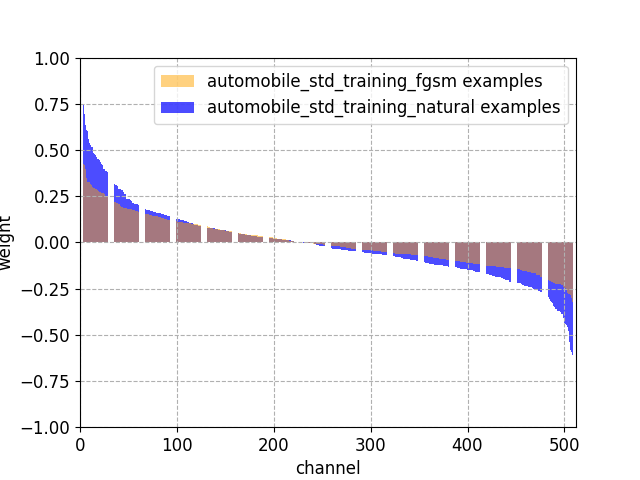 automobile_std_training_fgsm examples
automobile_std_training_natural examples
1.00
0.75
0.50
0.25
0.00
−0.25
−0.50
−0.75
−1.00
weight
0 100 200 300 400 500
channel